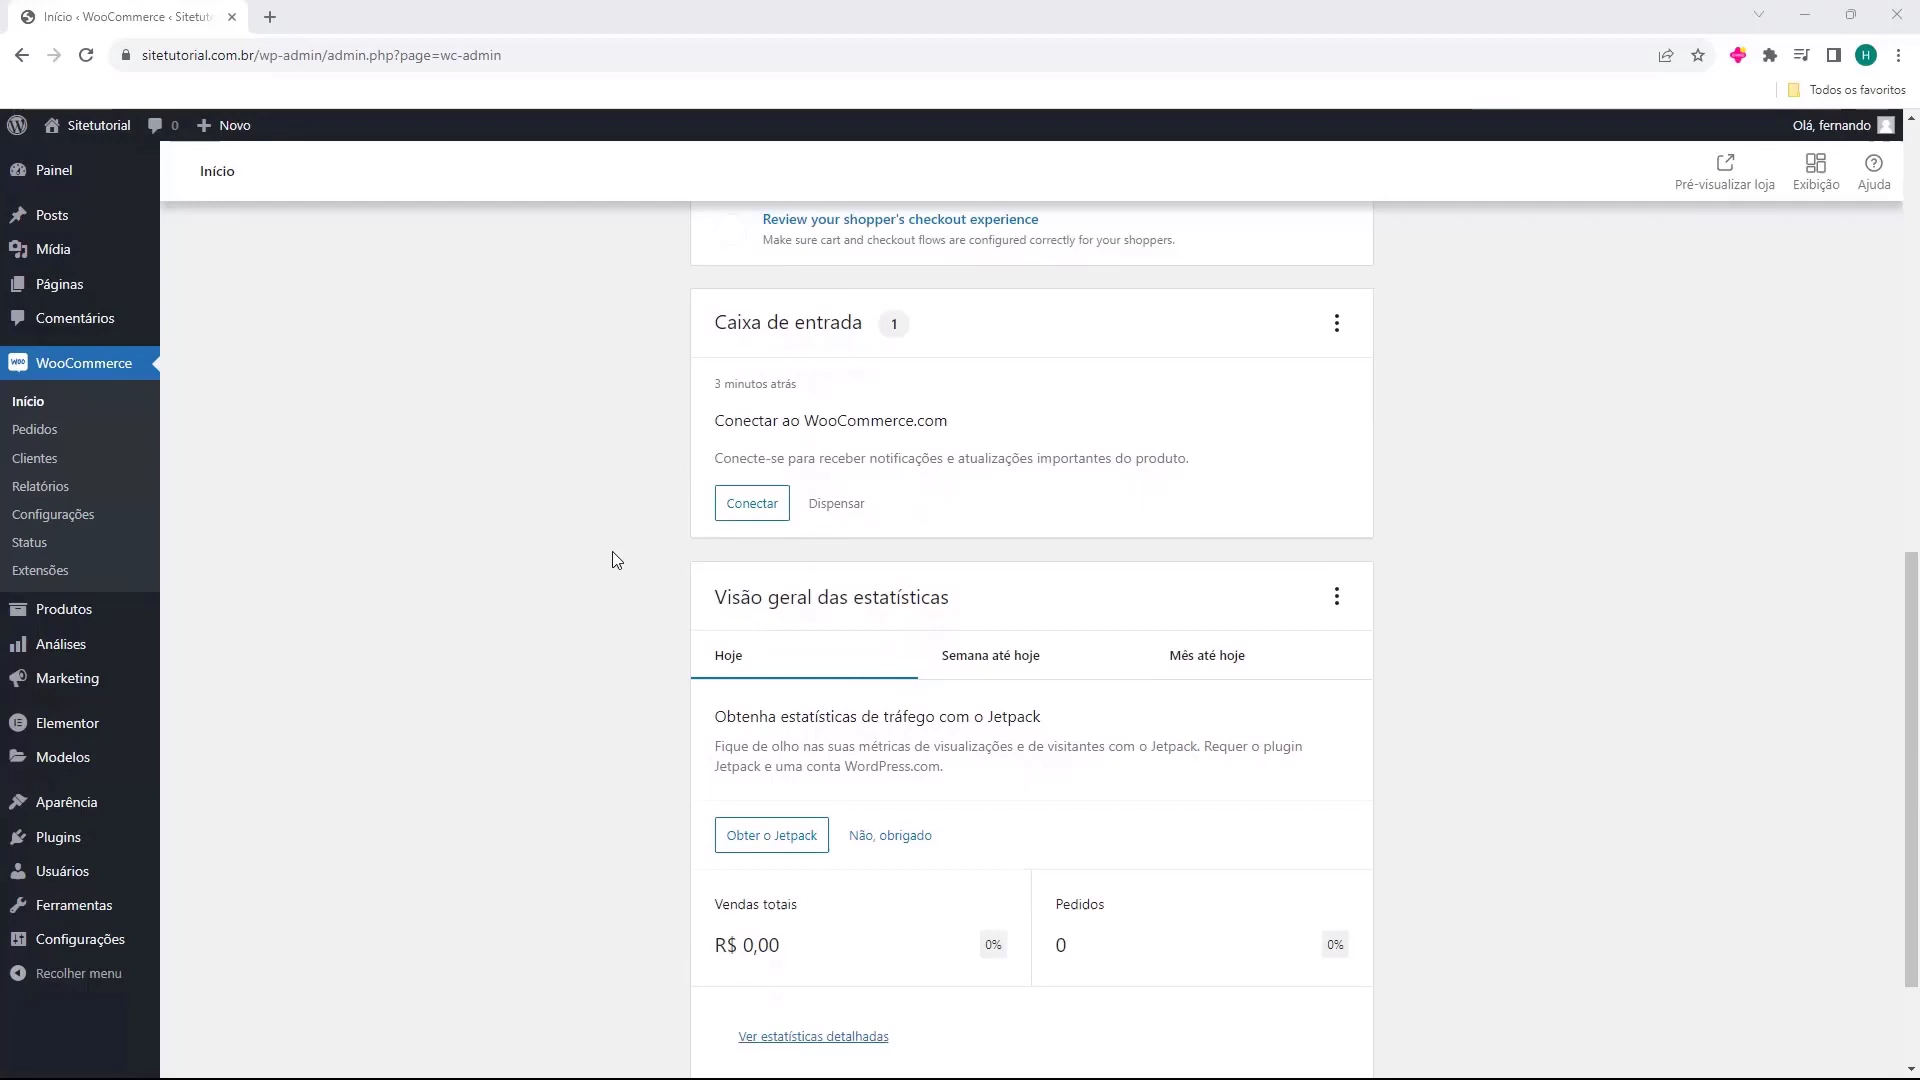 Início ‹ WooCommerce ‹ Sitetuto
sitetutorial.com.br/wp-admin/admin.php?page=wc-admin
H
Todos os favoritos
Sitetutorial
0
Novo
Olá, fernando
Painel
Posts
Mídia
Páginas
Comentários
WOO
WooCommerce
Início
Pedidos
Clientes
Relatórios
Configurações
Status
Extensões
Produtos
Análises
Marketing
Elementor
Modelos
Aparência
Plugins
Usuários
Ferramentas
Configurações
Recolher menu
Início
Pré-visualizar loja
Exibição
Ajuda
Review your shopper's checkout experience
Make sure cart and checkout flows are configured correctly for your shoppers.
Caixa de entrada 1
3 minutos atrás
Conectar ao WooCommerce.com
Conecte-se para receber notificações e atualizações importantes do produto.
Conectar
Dispensar
Visão geral das estatísticas
Hoje
Semana até hoje
Mês até hoje
Obtenha estatísticas de tráfego com o Jetpack
Fique de olho nas suas métricas de visualizações e de visitantes com o Jetpack. Requer o plugin
Jetpack e uma conta WordPress.com.
Obter o Jetpack
Não, obrigado
Vendas totais
R$ 0,00
0%
Pedidos
0
0%
Ver estatísticas detalhadas